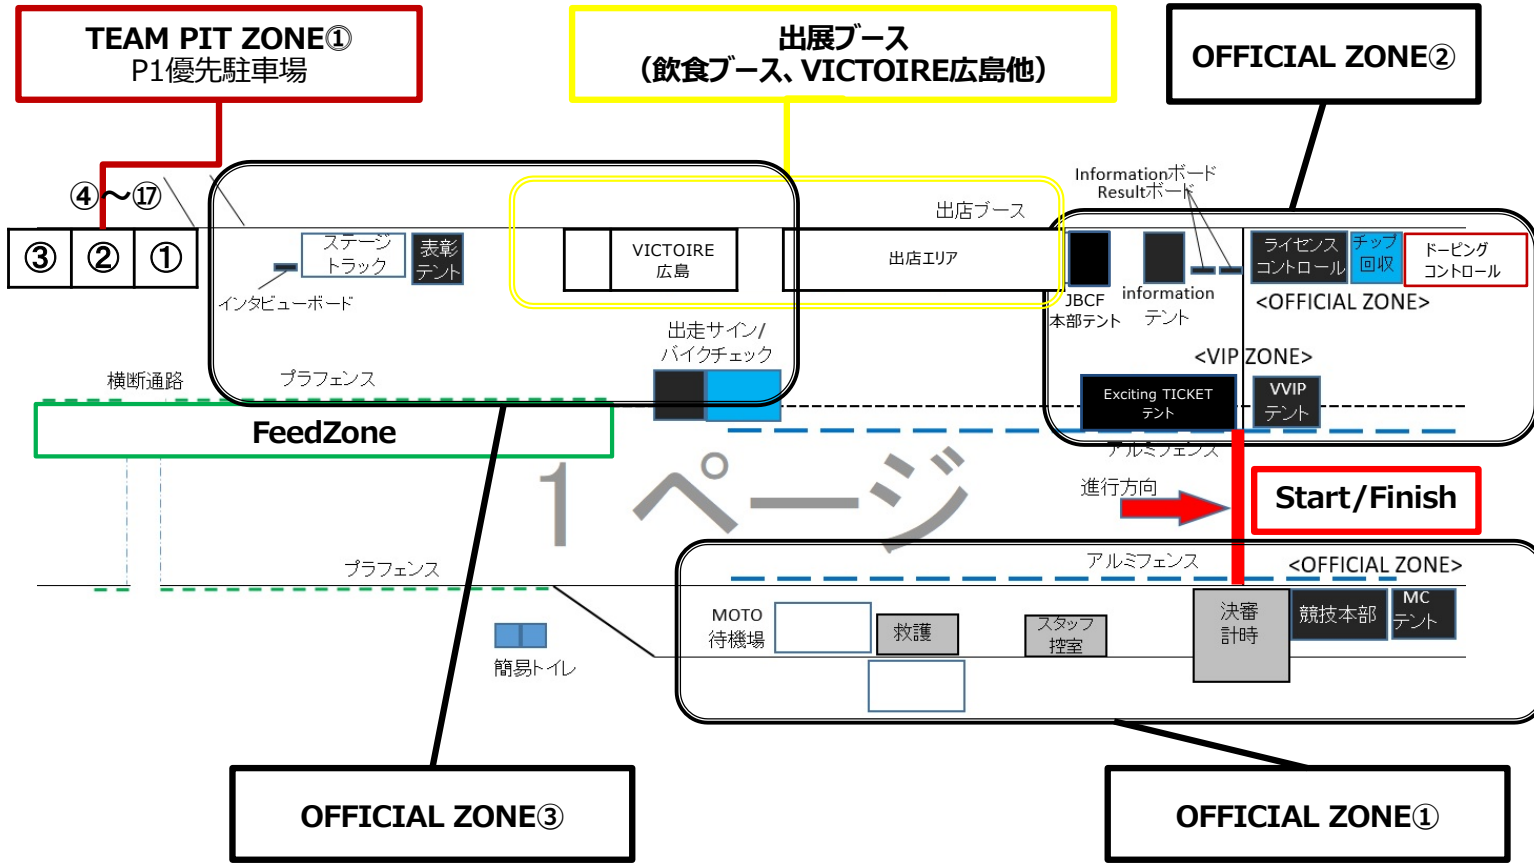 TEAM PIT ZONE①
P1優先駐車場
出展ブース
（飲食ブース、VICTOIRE広島他）
OFFICIAL ZONE②
④～⑰
③
②
①
ステージ
トラック
表彰
テント
インタビューボード
VICTOIRE
広島
出店ブース
出店エリア
Informationボード
Resultボード
JBCF
本部テント
information
テント
ライセンス
コントロール
チップ
回収
ドーピング
コントロール
<OFFICIAL ZONE>
出走サイン/
バイクチェック
<VIP ZONE>
Exciting TICKET
テント
VVIP
テント
横断通路
プラフェンス
FeedZone
アルミフェンス
1 ページ
進行方向
Start/Finish
プラフェンス
アルミフェンス
<OFFICIAL ZONE>
簡易トイレ
MOTO
待機場
救護
スタッフ
控室
決審
計時
競技本部
MC
テント
OFFICIAL ZONE③
OFFICIAL ZONE①